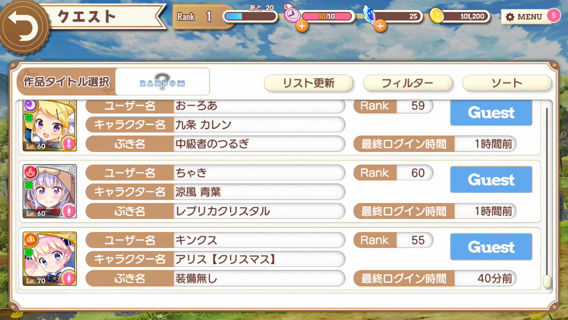 クエスト
Rank 1
あと 20
10/10
25
101,200
MENU 5
作品タイトル選択
RANDOM
リスト更新
フィルター
ソート
ユーザー名 おーろあ Rank 59
キャラクター名 九条 カレン
Guest
Lv. 60
ぶき名 中級者のつるぎ 最終ログイン時間 1時間前
ユーザー名 ちゃき Rank 60
キャラクター名 涼風 青葉
Guest
Lv. 60
ぶき名 レプリカクリスタル 最終ログイン時間 1時間前
ユーザー名 キンクス Rank 55
キャラクター名 アリス【クリスマス】
Guest
Lv. 70
ぶき名 装備無し 最終ログイン時間 40分前